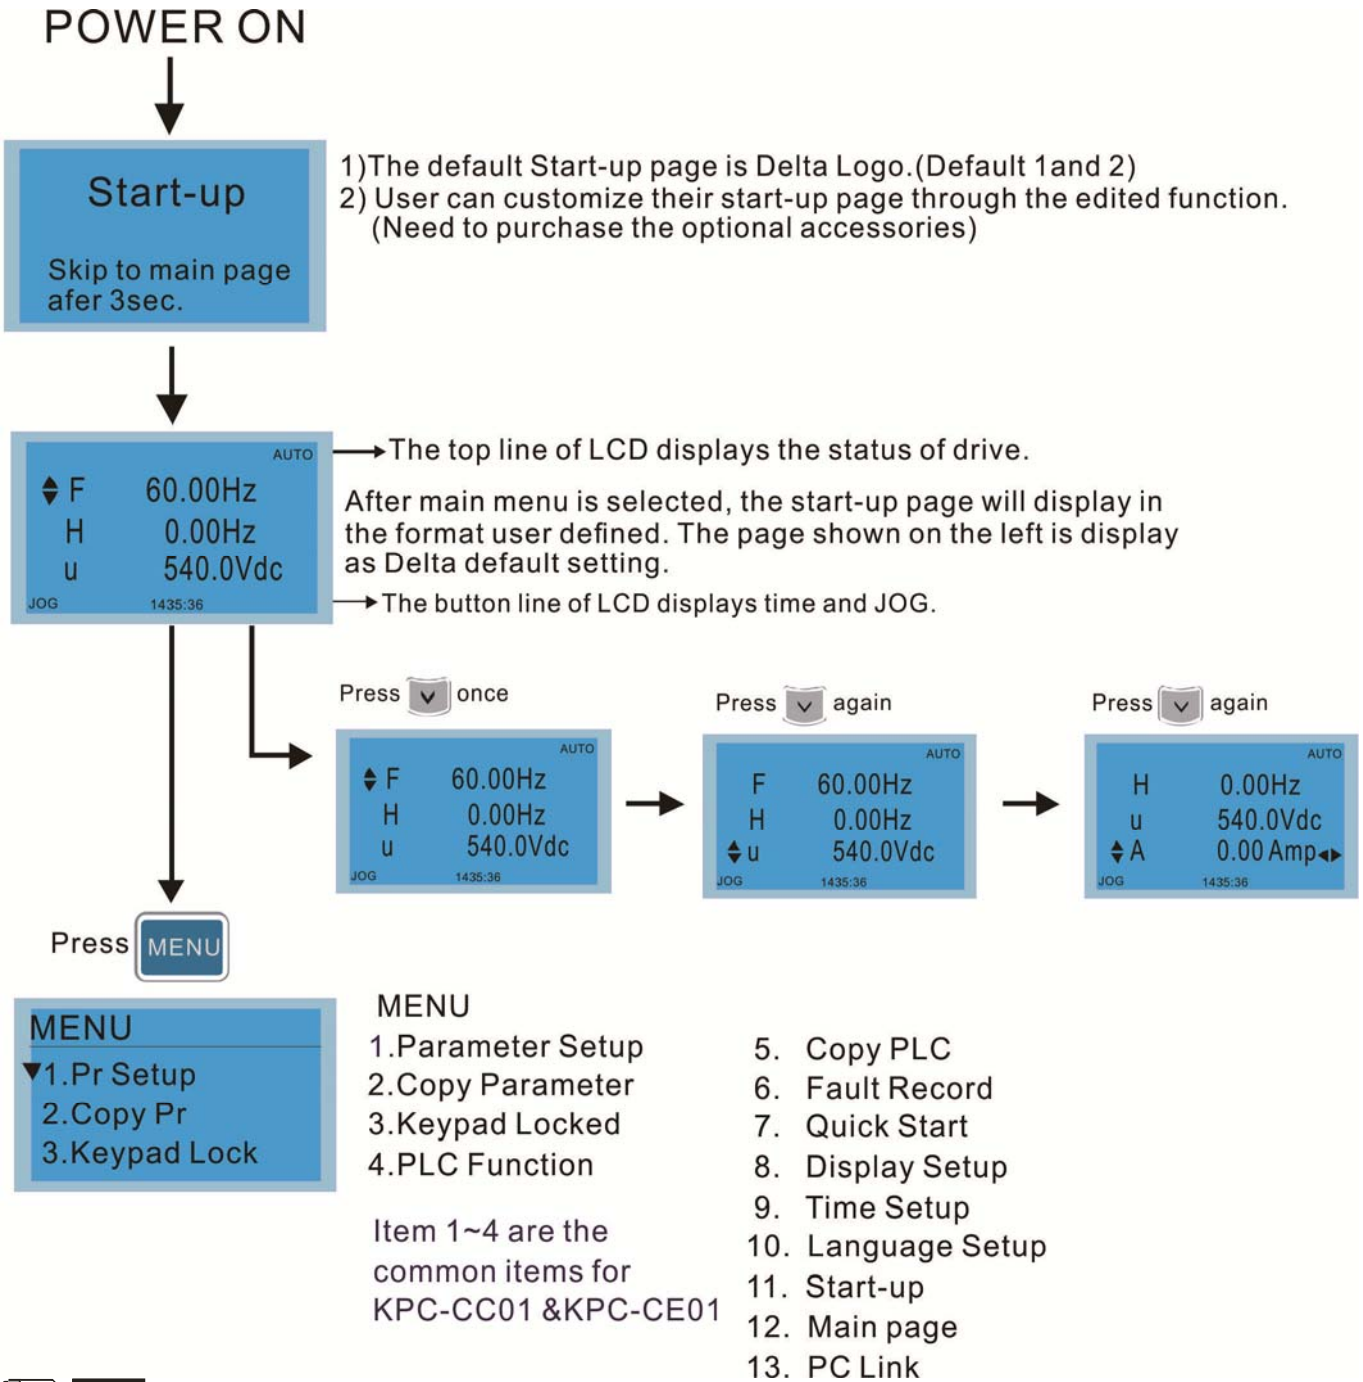 POWER ON
Start-up
Skip to main page
afer 3sec.
1)The default Start-up page is Delta Logo.(Default 1and 2)
2) User can customize their start-up page through the edited function.
(Need to purchase the optional accessories)
AUTO
F 60.00Hz
H 0.00Hz
u 540.0Vdc
JOG 1435:36
The top line of LCD displays the status of drive.
After main menu is selected, the start-up page will display in
the format user defined. The page shown on the left is display
as Delta default setting.
The button line of LCD displays time and JOG.
Press once
AUTO
F 60.00Hz
H 0.00Hz
u 540.0Vdc
JOG 1435:36
Press again
AUTO
F 60.00Hz
H 0.00Hz
u 540.0Vdc
JOG 1435:36
Press again
AUTO
H 0.00Hz
u 540.0Vdc
A 0.00 Amp
JOG 1435:36
Press MENU
MENU
1.Pr Setup
2.Copy Pr
3.Keypad Lock
MENU
1.Parameter Setup
2.Copy Parameter
3.Keypad Locked
4.PLC Function
Item 1~4 are the
common items for
KPC-CC01 &KPC-CE01
5. Copy PLC
6. Fault Record
7. Quick Start
8. Display Setup
9. Time Setup
10. Language Setup
11. Start-up
12. Main page
13. PC Link